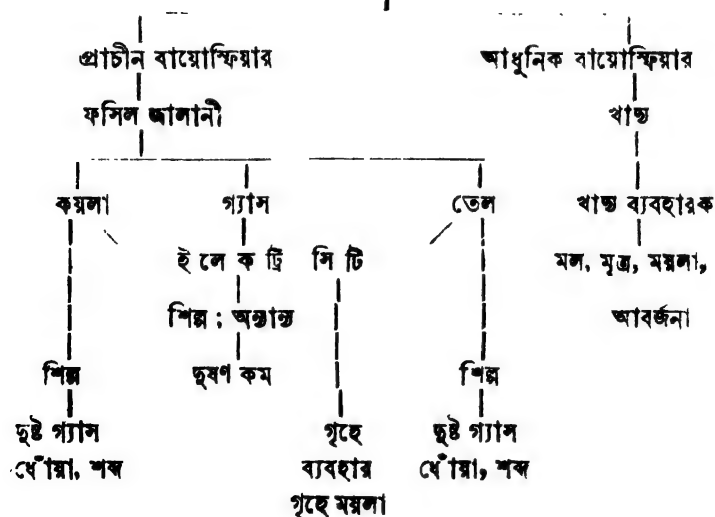 প্রাচীন বায়োস্ফিয়ার আধুনিক বায়োস্ফিয়ার
ফসিল জ্বালানী খাদ্য
কয়লা গ্যাস তেল খাদ্য ব্যবহারক
ইলেকট্রিসিটি মল, মূত্র, ময়লা,
শিল্প ; অন্যান্য আবর্জনা
শিল্প দূষণ কম শিল্প
দুষ্ট গ্যাস গৃহে দুষ্ট গ্যাস
ধোঁয়া, শব্দ ব্যবহার ধোঁয়া, শব্দ
গৃহে ময়লা